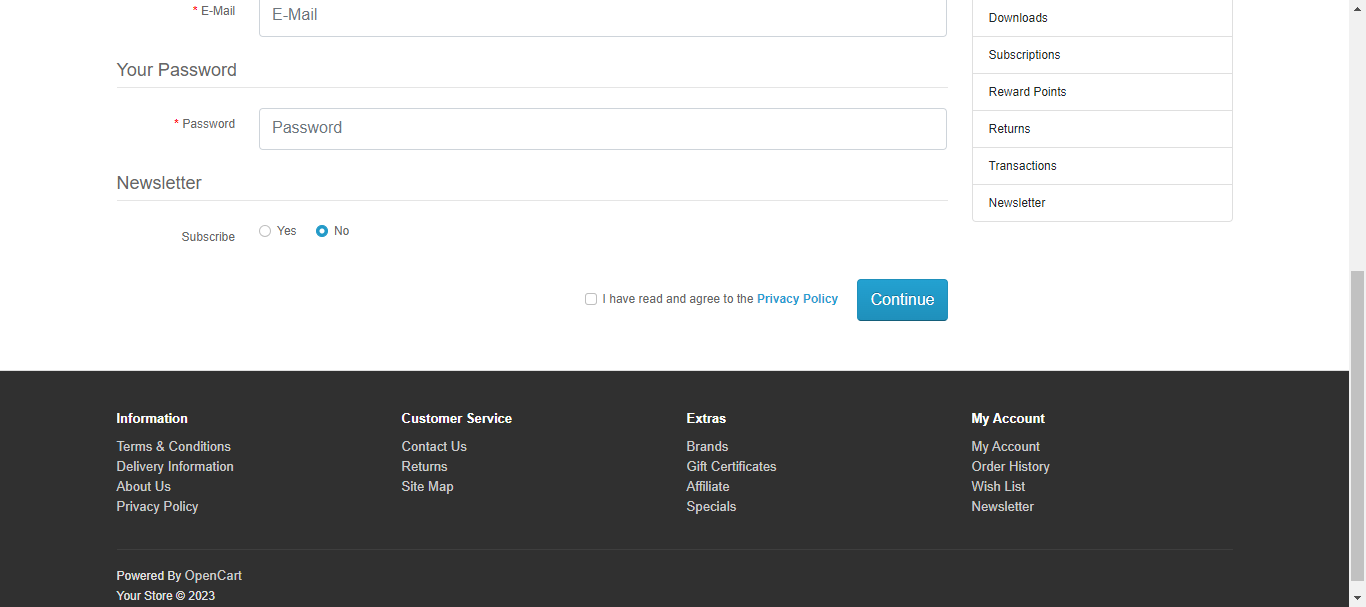 * E-Mail
E-Mail
Your Password
* Password
Password
Newsletter
Subscribe
Yes
No
I have read and agree to the Privacy Policy
Continue
Downloads
Subscriptions
Reward Points
Returns
Transactions
Newsletter
Information
Terms & Conditions
Delivery Information
About Us
Privacy Policy
Customer Service
Contact Us
Returns
Site Map
Extras
Brands
Gift Certificates
Affiliate
Specials
My Account
My Account
Order History
Wish List
Newsletter
Powered By OpenCart
Your Store © 2023